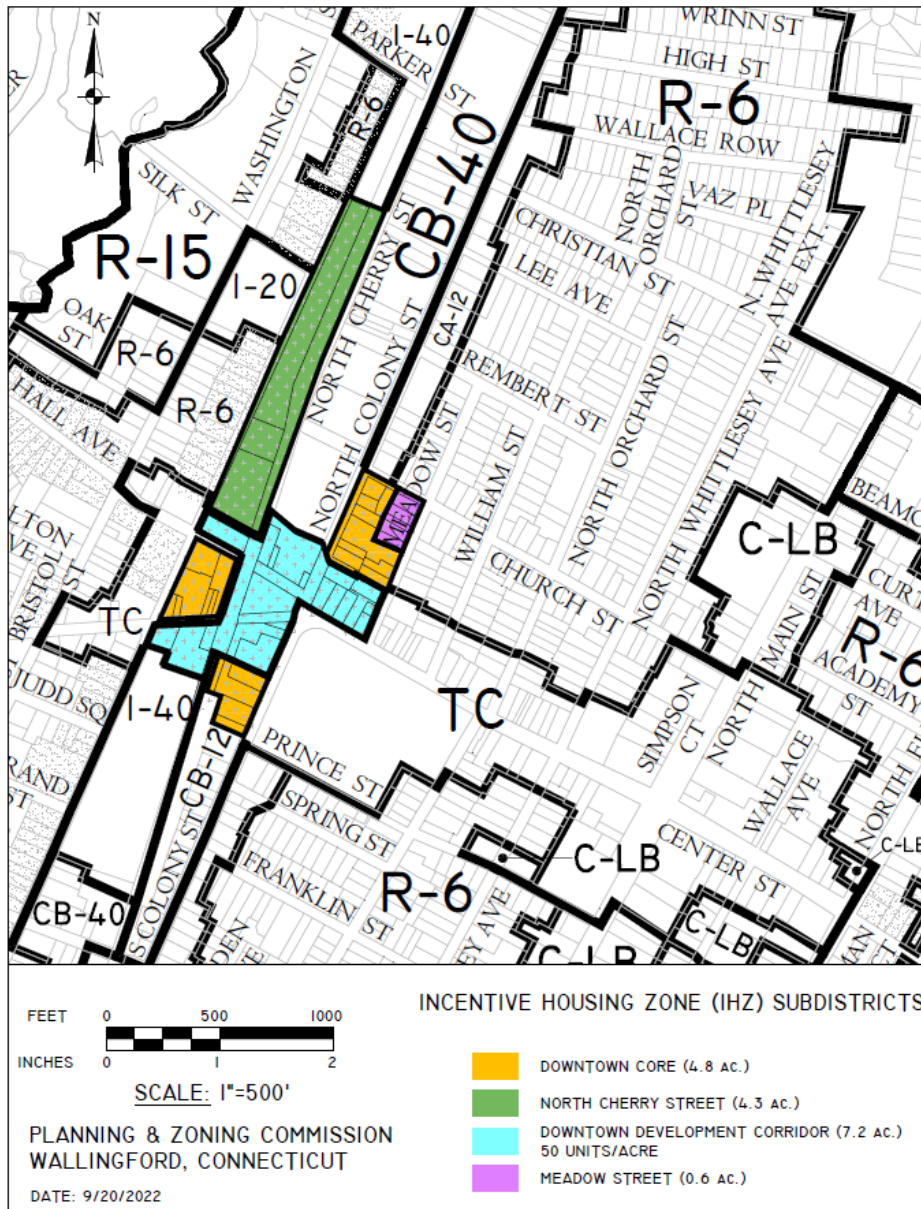 WRINN ST
I-40
PARKER ST
HIGH ST
N
R-6
R-6
WASHINGTON
WALLACE ROW
CB-40
NORTH ORCHARD ST
VAZ PL
SILK ST
N. WHITTLESEY AVE EXT.
CHRISTIAN ST
R-15
LEE AVE
I-20
NORTH CHERRY ST
OAK ST
CA-12
R-6
NORTH COLONY ST
REMBERT ST
HALL AVE
R-6
NORTH ORCHARD ST
MEADOW ST
WILLIAM ST
NORTH WHITTLESEY AVE
BRISTOL ST
C-LB
CHURCH ST
NORTH MAIN ST
TC
AVE
R-6
ACADEMY ST
JUDD SQ
I-40
TC
SIMPSON CT
CB-12
PRINCE ST
WALLACE AVE
SPRING ST
CENTER ST
C-LB
C-LB
FRANKLIN ST
R-6
CB-40
S COLONY ST
C-LB
C-LB
FEET 0 500 1000
INCHES 0 1 2
SCALE: 1"=500'
PLANNING & ZONING COMMISSION
WALLINGFORD, CONNECTICUT
DATE: 9/20/2022
INCENTIVE HOUSING ZONE (IHZ) SUBDISTRICTS
DOWNTOWN CORE (4.8 AC.)
NORTH CHERRY STREET (4.3 AC.)
DOWNTOWN DEVELOPMENT CORRIDOR (7.2 AC.)
50 UNITS/ACRE
MEADOW STREET (0.6 AC.)